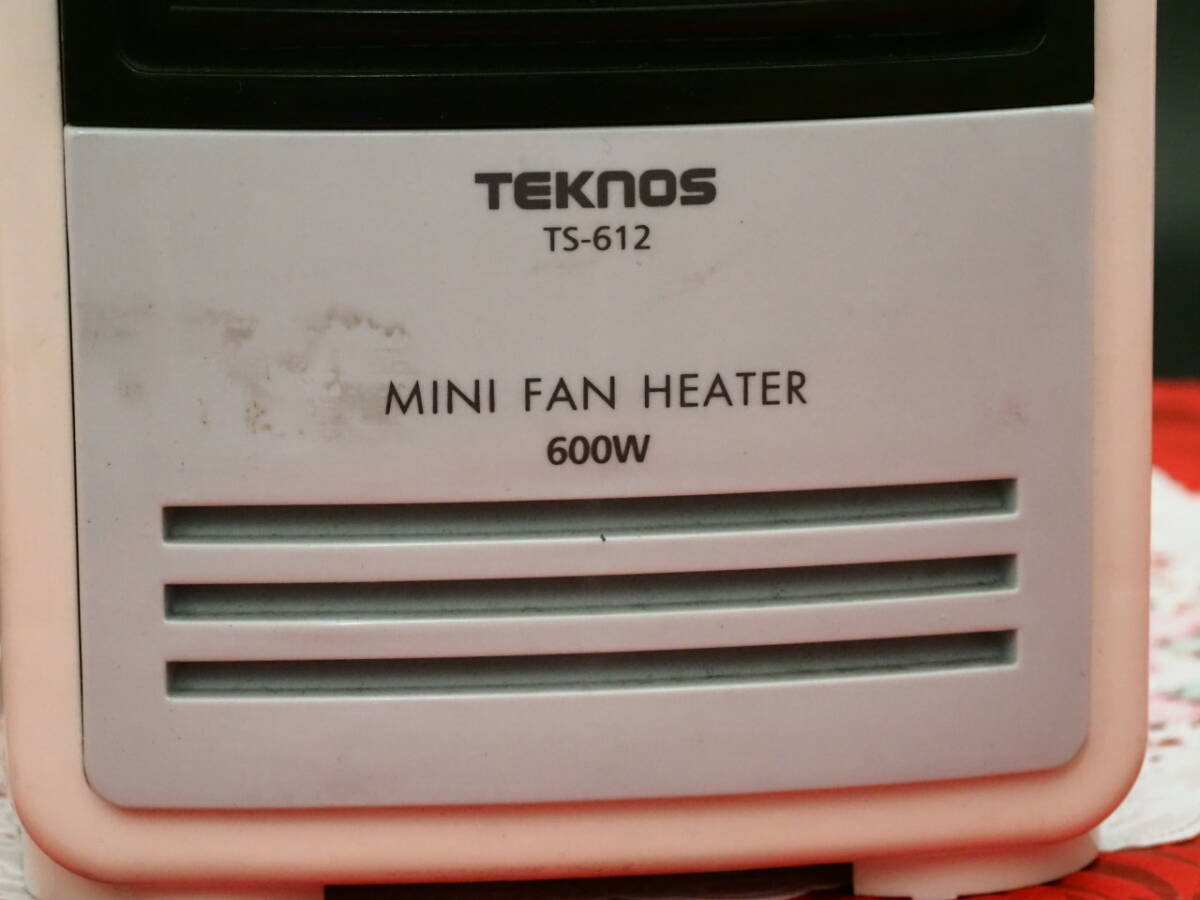 TEKNOS
TS-612
MINI FAN HEATER
600W